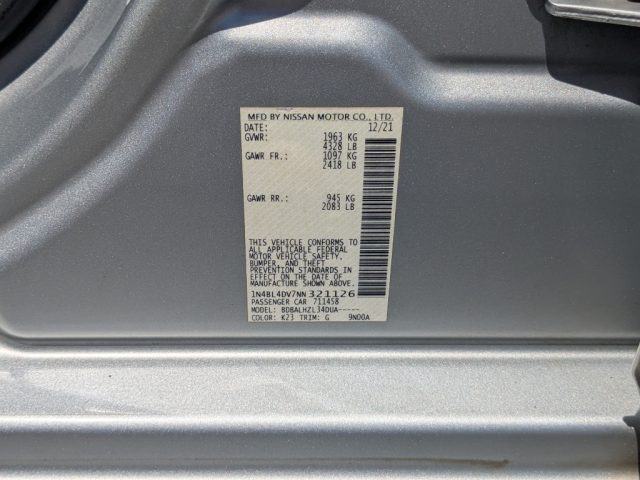 MFD BY NISSAN MOTOR CO., LTD.
DATE: 12/21
GVWR: 1963 KG
4328 LB
GAWR FR.: 1097 KG
2418 LB
GAWR RR.: 945 KG
2083 LB
THIS VEHICLE CONFORMS TO
ALL APPLICABLE FEDERAL
MOTOR VEHICLE SAFETY,
BUMPER, AND THEFT
PREVENTION STANDARDS IN
EFFECT ON THE DATE OF
MANUFACTURE SHOWN ABOVE.
1N4BL4DV7NN321126
PASSENGER CAR 711458
MODEL: BDBALHZL34DUA-----
COLOR: K23 TRIM: G 9N00A